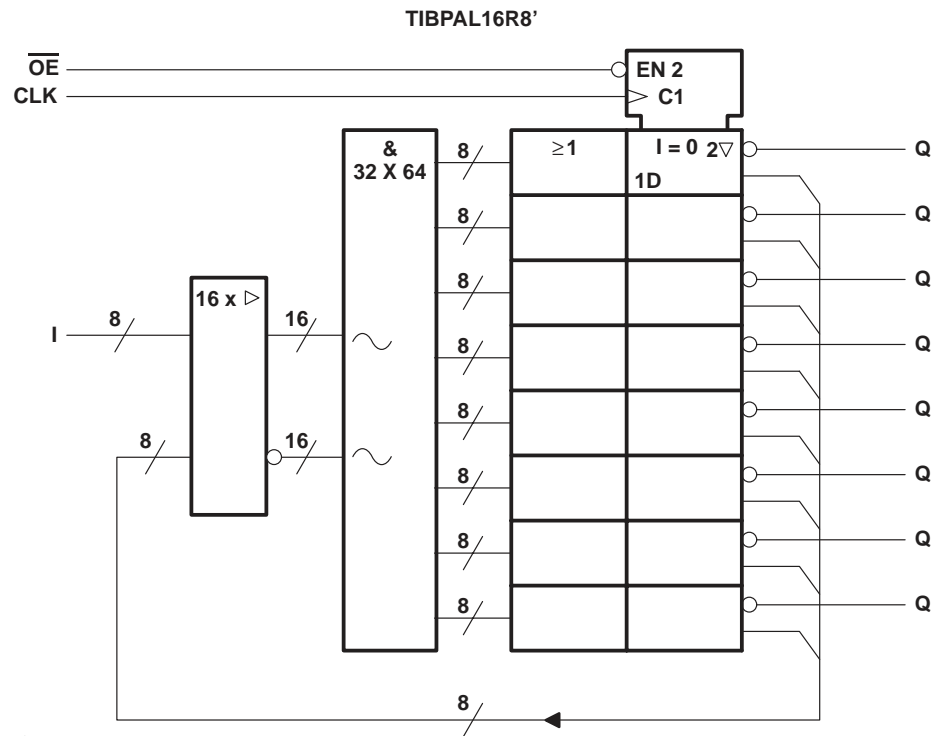 TIBPAL16R8’
OE
EN 2
CLK
C1
&
32 X 64
8
≥1
I = 0 2▽
Q
1D
8
Q
8
Q
16 x ▷
I
8
16
8
Q
8
Q
8
16
8
Q
8
Q
8
Q
8